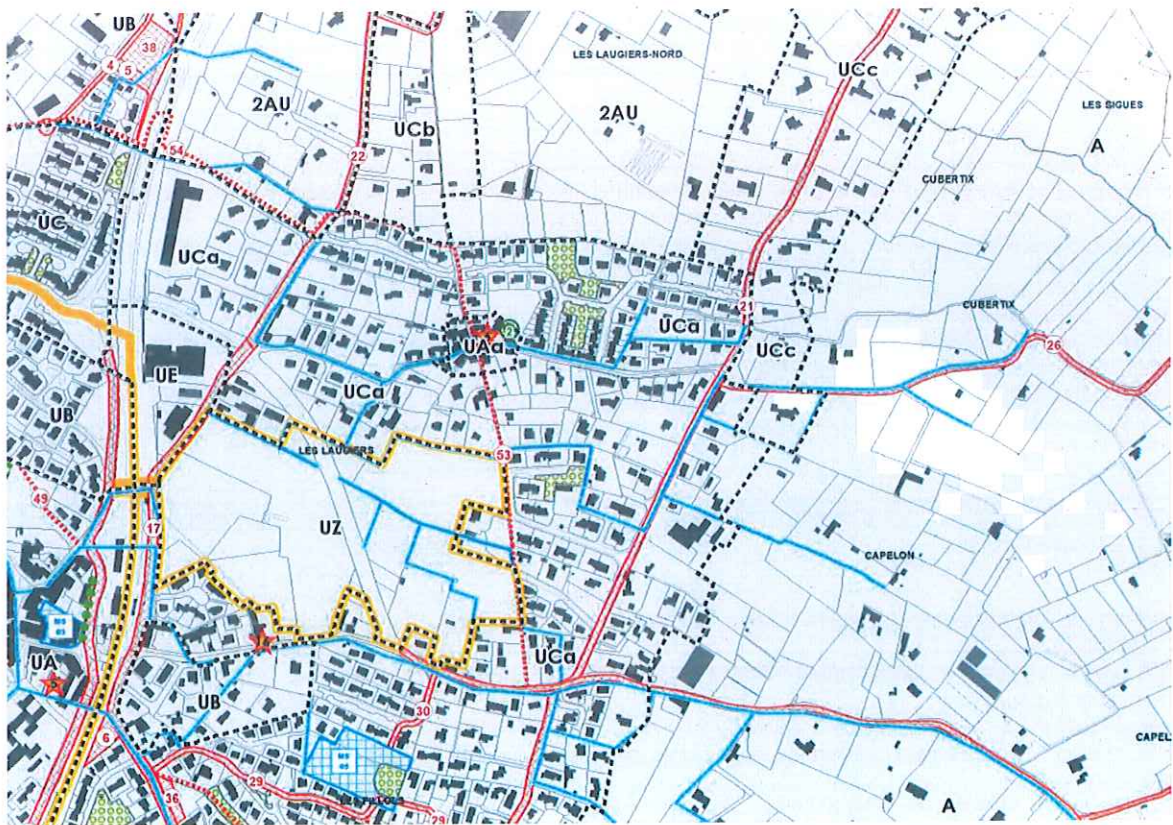 UB
38
4
5
LES LAUGIERS-NORD
UCc
2AU
2AU
LES SIGUES
UCb
A
54
22
CUBERTIX
UC
UCa
CUBERTIX
21
2
UCa
UAa
26
UCc
UE
UCa
UB
LES LAUGIERS
53
49
17
UZ
CAPELON
UA
UCa
UB
30
6
CAPEL
29
36
29
A